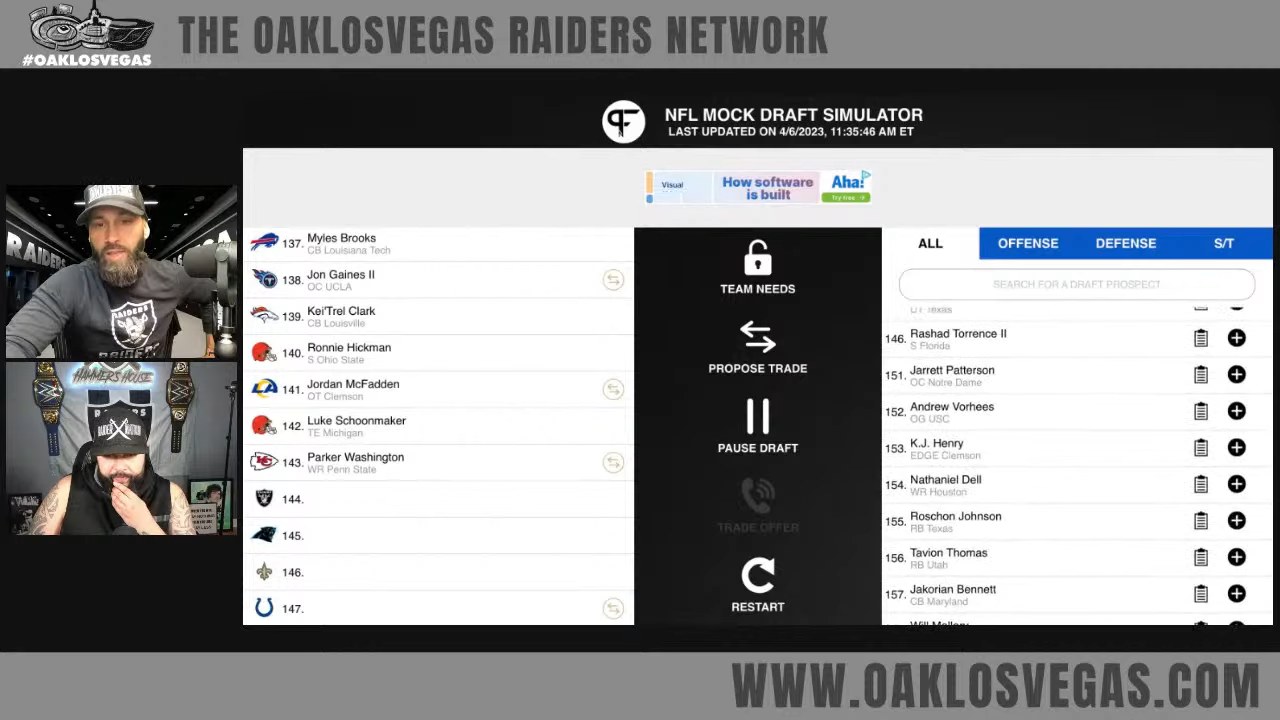 THE OAKLOSVEGAS RAIDERS NETWORK
#OAKLOSVEGAS
NFL MOCK DRAFT SIMULATOR
LAST UPDATED ON 4/6/2023, 11:35:46 AM ET
Visual
How software
is built
Aha!
Try free →
137. Myles Brooks
CB Louisiana Tech
138. Jon Gaines II
OC UCLA
139. Kei'Trel Clark
CB Louisville
140. Ronnie Hickman
S Ohio State
141. Jordan McFadden
OT Clemson
142. Luke Schoonmaker
TE Michigan
143. Parker Washington
WR Penn State
144.
145.
146.
147.
TEAM NEEDS
PROPOSE TRADE
PAUSE DRAFT
TRADE OFFER
RESTART
ALL
OFFENSE
DEFENSE
S/T
SEARCH FOR A DRAFT PROSPECT
146. Rashad Torrence II
S Florida
151. Jarrett Patterson
OC Notre Dame
152. Andrew Vorhees
OG USC
153. K.J. Henry
EDGE Clemson
154. Nathaniel Dell
WR Houston
155. Roschon Johnson
RB Texas
156. Tavion Thomas
RB Utah
157. Jakorian Bennett
CB Maryland
RAIDERS
HAMMER'S HOUSE
RAIDERS
WWW.OAKLOSVEGAS.COM